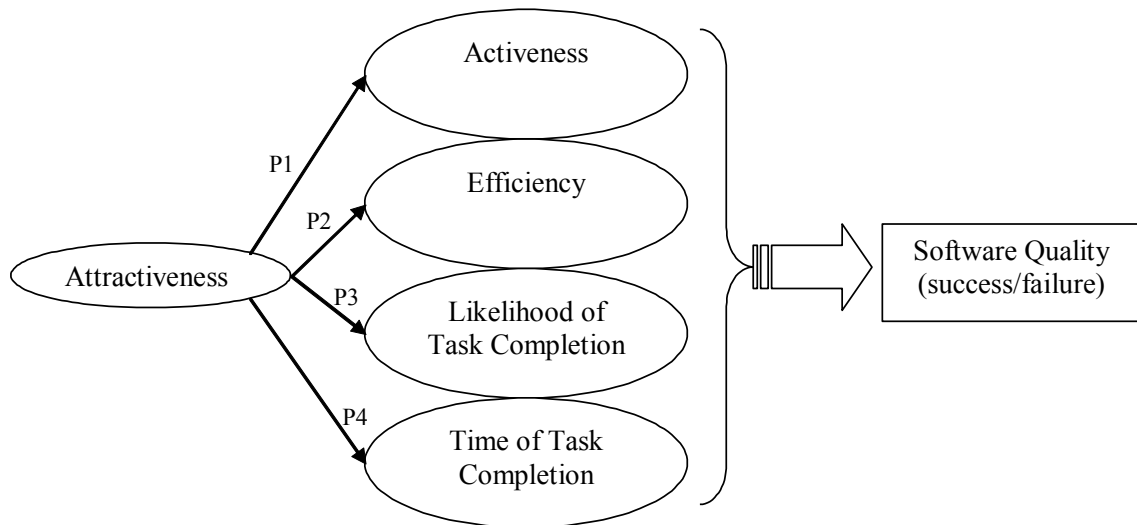 Activeness
P1
Efficiency
P2
Attractiveness
P3
Likelihood of
Task Completion
P4
Time of Task
Completion
Software Quality
(success/failure)